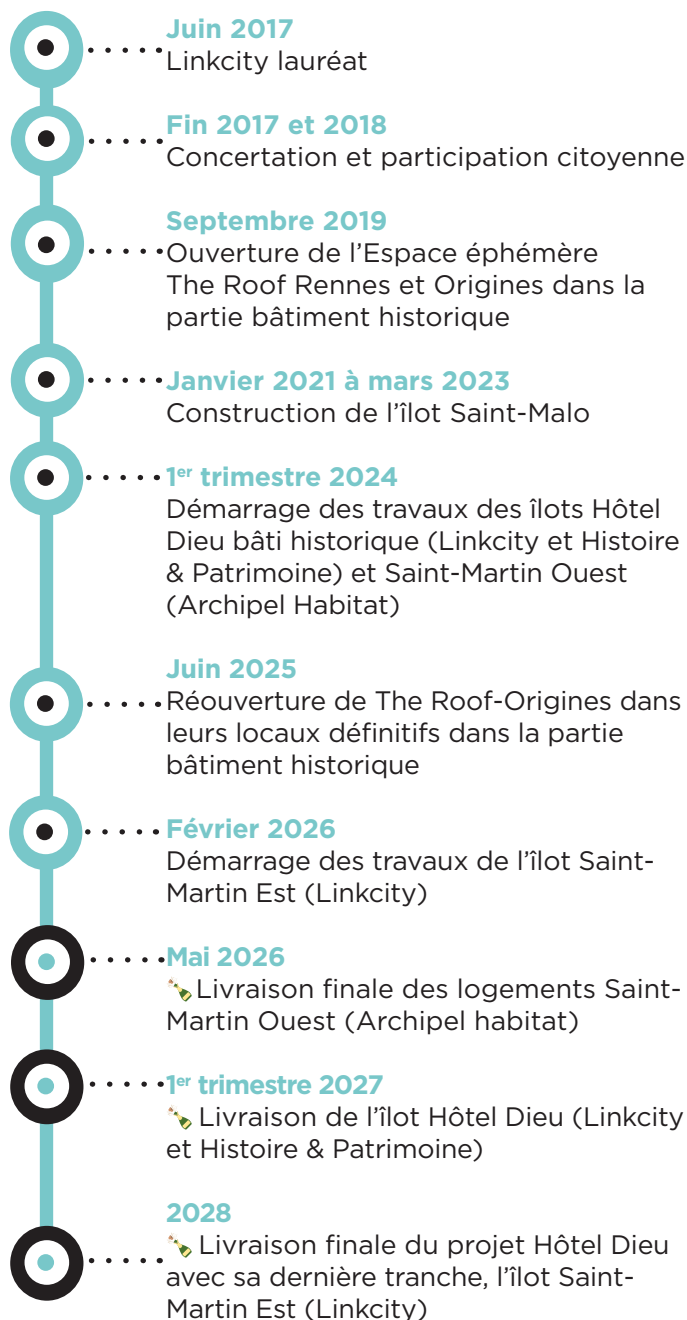 Juin 2017
Linkcity lauréat
Fin 2017 et 2018
Concertation et participation citoyenne
Septembre 2019
Ouverture de l’Espace éphémère
The Roof Rennes et Origines dans la
partie bâtiment historique
Janvier 2021 à mars 2023
Construction de l’îlot Saint-Malo
1er trimestre 2024
Démarrage des travaux des îlots Hôtel
Dieu bâti historique (Linkcity et Histoire
& Patrimoine) et Saint-Martin Ouest
(Archipel Habitat)
Juin 2025
Réouverture de The Roof-Origines dans
leurs locaux définitifs dans la partie
bâtiment historique
Février 2026
Démarrage des travaux de l’îlot Saint-
Martin Est (Linkcity)
Mai 2026
🍾Livraison finale des logements Saint-
Martin Ouest (Archipel habitat)
1er trimestre 2027
🍾 Livraison de l’îlot Hôtel Dieu (Linkcity
et Histoire & Patrimoine)
2028
🍾 Livraison finale du projet Hôtel Dieu
avec sa dernière tranche, l’îlot Saint-
Martin Est (Linkcity)